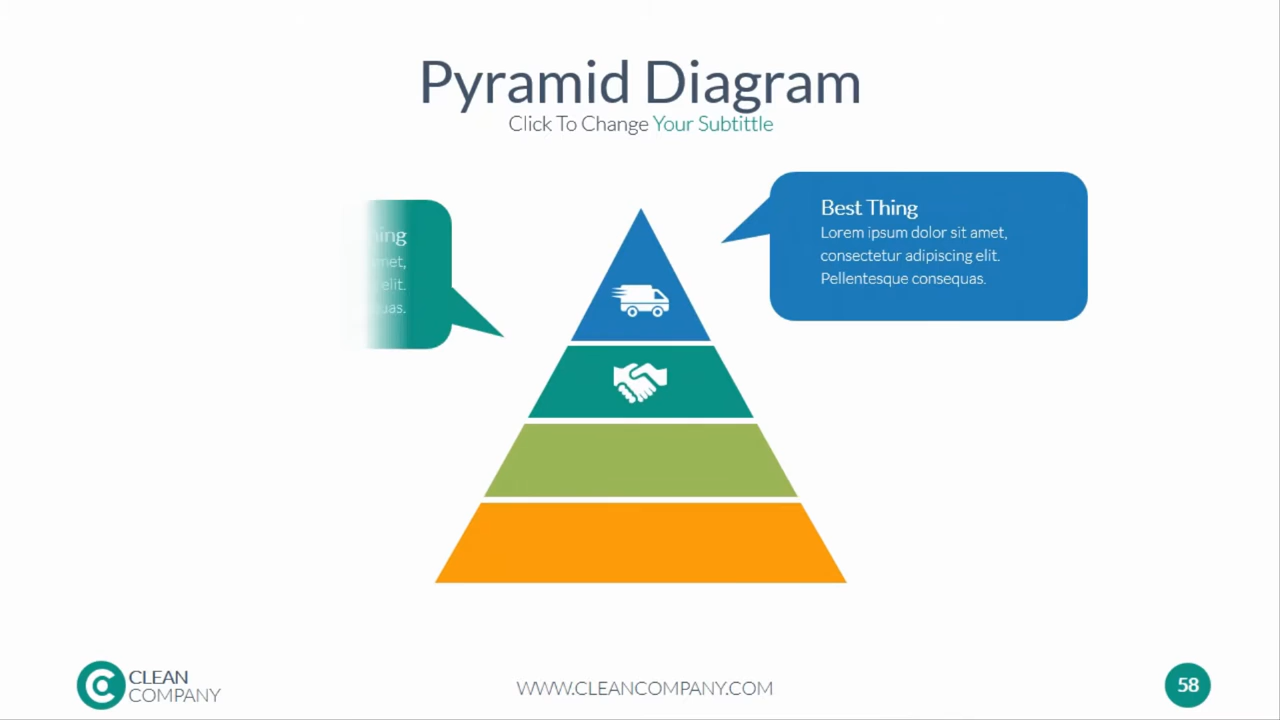 Pyramid Diagram
Click To Change Your Subtittle
Best Thing
Lorem ipsum dolor sit amet,
consectetur adipiscing elit.
Pellentesque consequas.
elit.
CLEAN
COMPANY
WWW.CLEANCOMPANY.COM
58